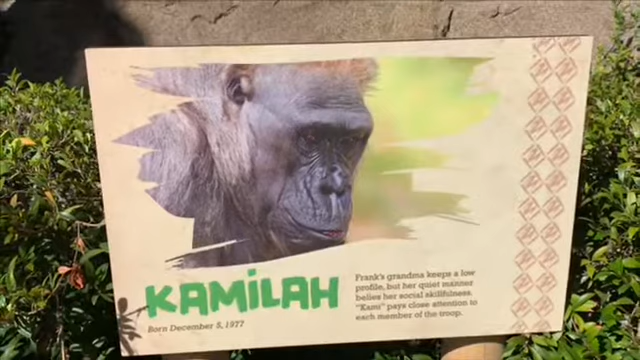 KAMILAH
Born December 5, 1977
Frank's grandma keeps a low
profile, but her quiet manner
belies her social skillfulness.
"Kami" pays close attention to
each member of the troop.